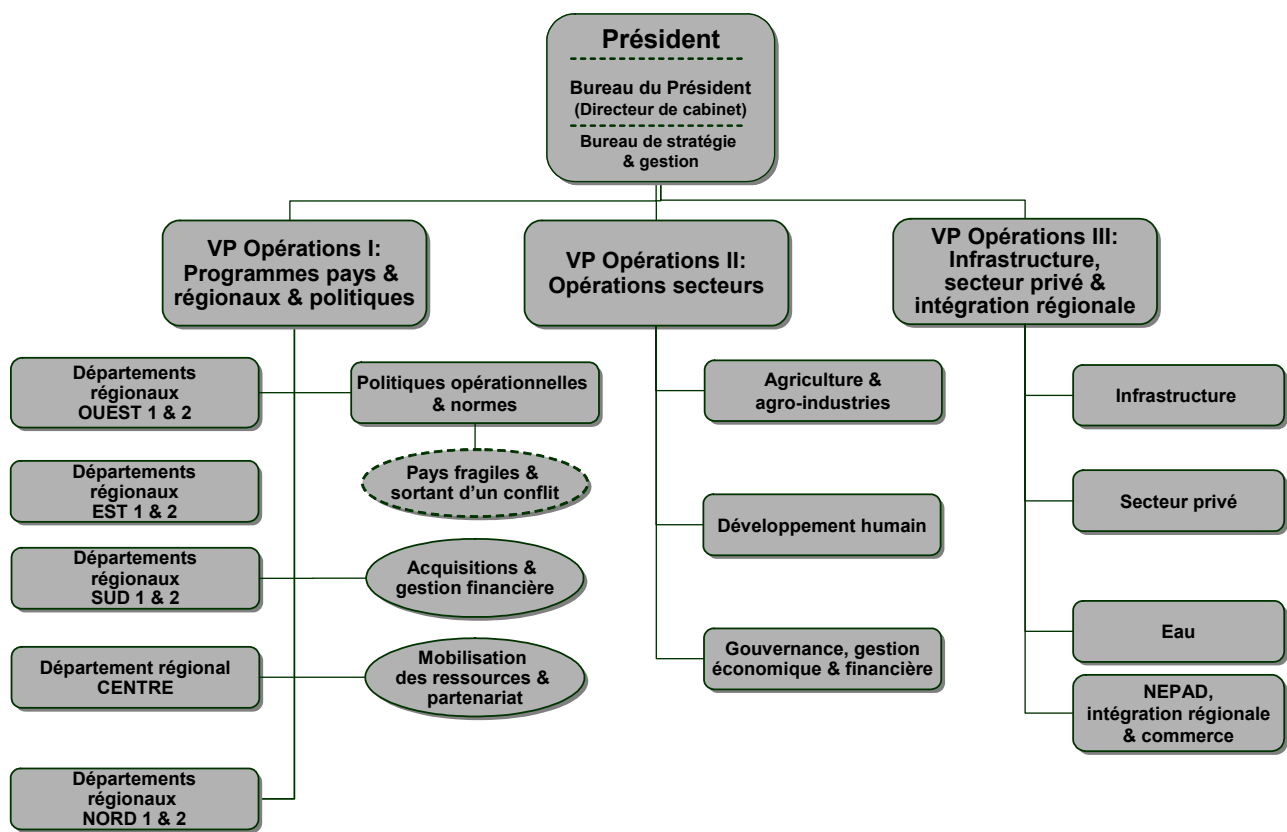 Président
Bureau du Président
(Directeur de cabinet)
Bureau de stratégie
& gestion
VP Opérations I:
Programmes pays &
régionaux & politiques
VP Opérations II:
Opérations secteurs
VP Opérations III:
Infrastructure,
secteur privé &
intégration régionale
Départements
régionaux
OUEST 1 & 2
Départements
régionaux
EST 1 & 2
Départements
régionaux
SUD 1 & 2
Département régional
CENTRE
Départements
régionaux
NORD 1 & 2
Politiques opérationnelles
& normes
Pays fragiles &
sortant d’un conflit
Acquisitions &
gestion financière
Mobilisation
des ressources &
partenariat
Agriculture &
agro-industries
Développement humain
Gouvernance, gestion
économique & financière
Infrastructure
Secteur privé
Eau
NEPAD,
intégration régionale
& commerce